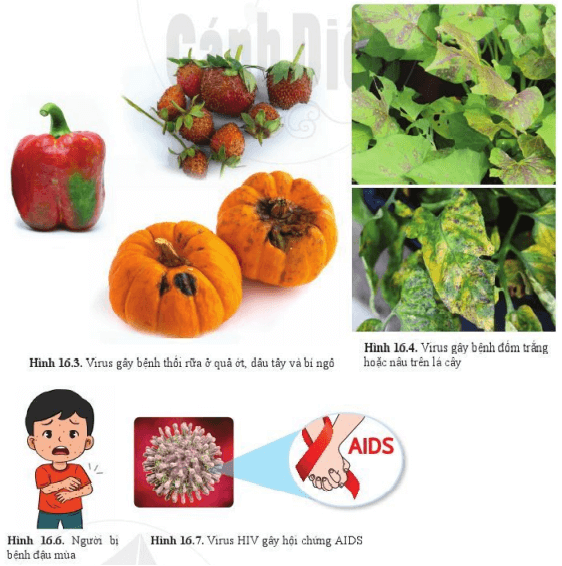 Cánh Diều
Hình 16.3. Virus gây bệnh thối rữa ở quả ớt, dâu tây và bí ngô
Hình 16.4. Virus gây bệnh đốm trắng
hoặc nâu trên lá cây
AIDS
Hình 16.6. Người bị
bệnh đậu mùa
Hình 16.7. Virus HIV gây hội chứng AIDS